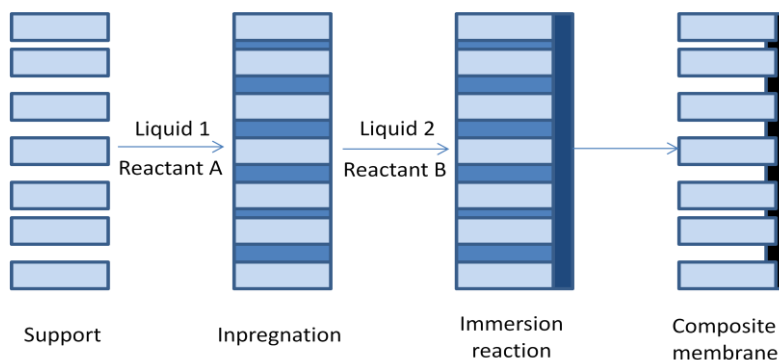 Liquid 1
Reactant A
Liquid 2
Reactant B
Support
Inpregnation
Immersion
reaction
Composite
membrane